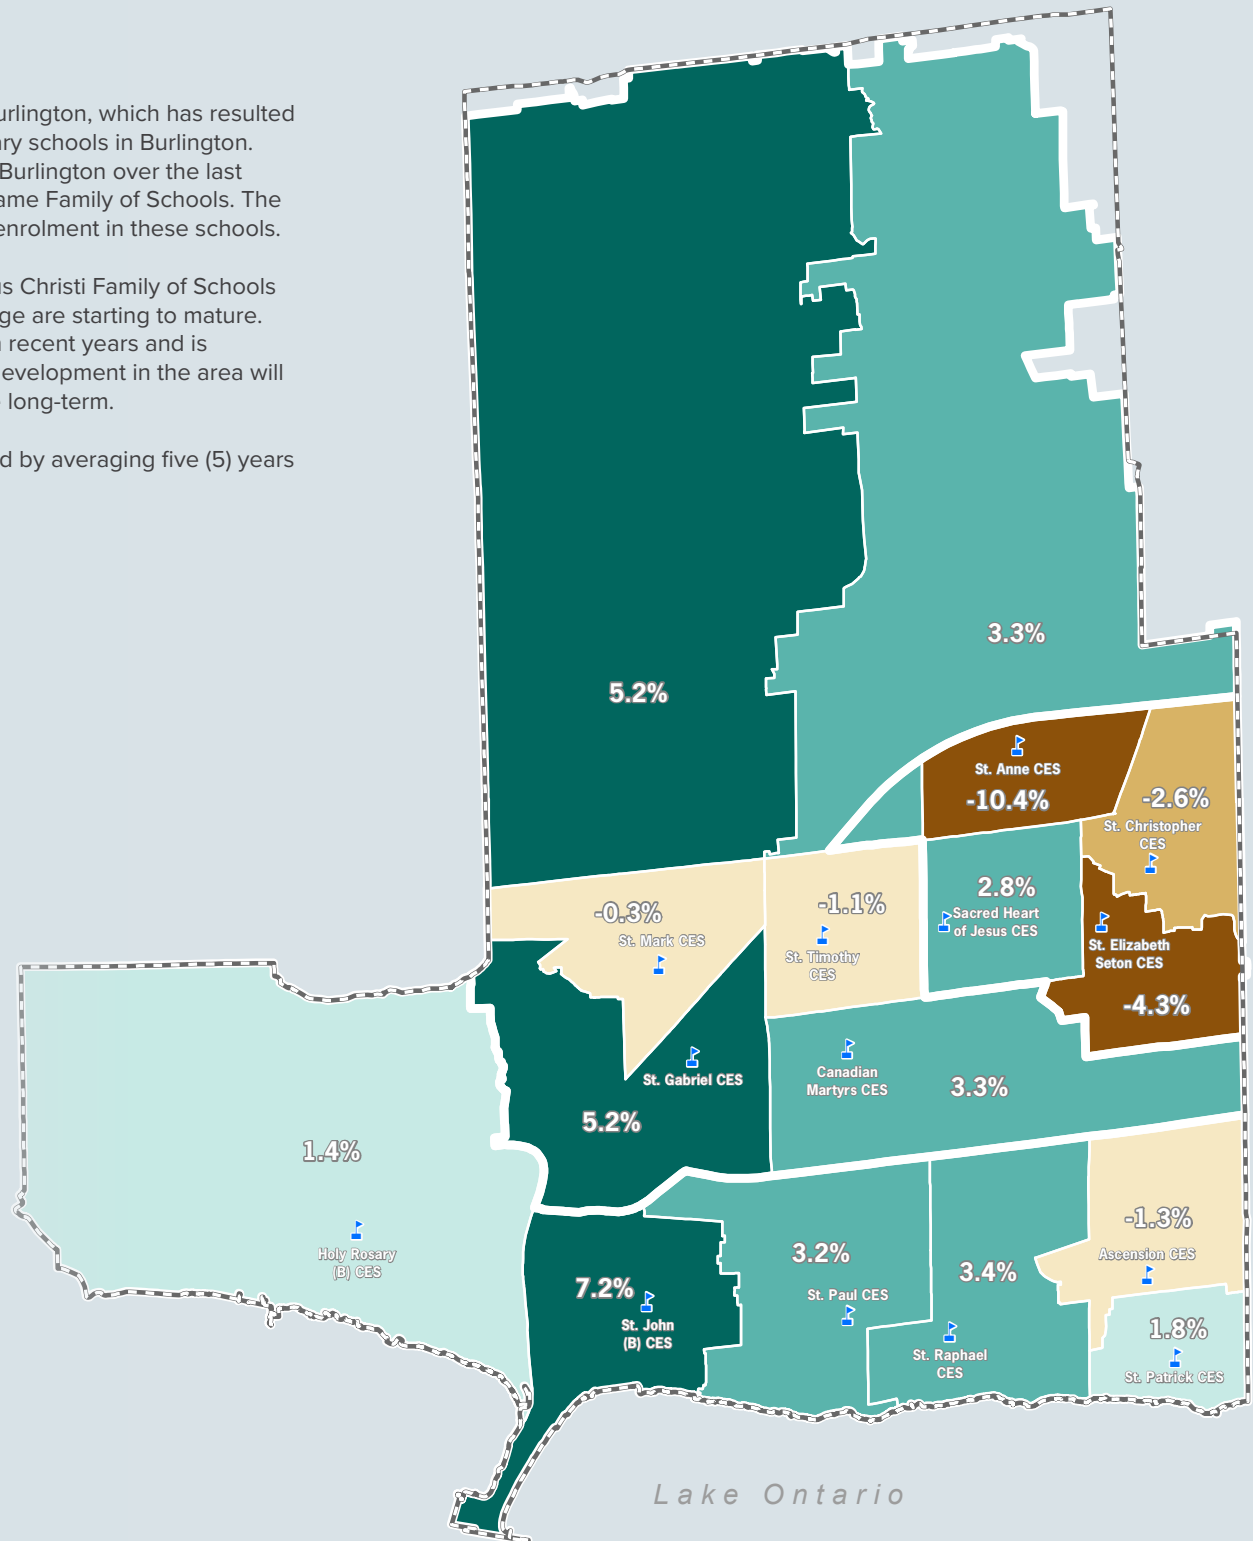 urlington, which has resulted
ary schools in Burlington.
Burlington over the last
ame Family of Schools. The
enrolment in these schools.
us Christi Family of Schools
ge are starting to mature.
n recent years and is
evelopment in the area will
e long-term.
d by averaging five (5) years
3.3%
5.2%
St. Anne CES
-10.4%
-2.6%
St. Christopher
CES
2.8%
Sacred Heart
of Jesus CES
-1.1%
St. Timothy
CES
-0.3%
St. Mark CES
St. Elizabeth
Seton CES
-4.3%
St. Gabriel CES
5.2%
Canadian
Martyrs CES
3.3%
1.4%
Holy Rosary
(B) CES
7.2%
St. John
(B) CES
3.2%
St. Paul CES
3.4%
St. Raphael
CES
-1.3%
Ascension CES
1.8%
St. Patrick CES
Lake Ontario